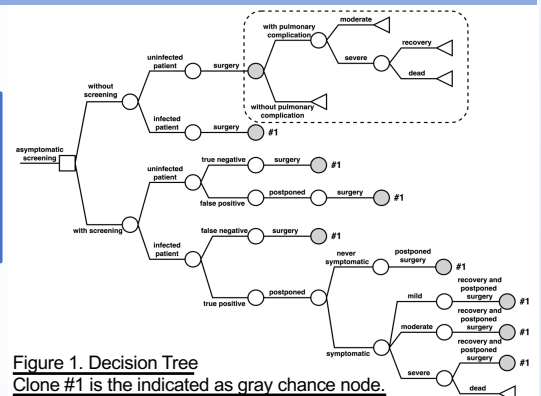 with pulmonary
complication
moderate
severe
recovery
dead
without pulmonary
complication
uninfected
patient
surgery
without
screening
infected
patient
surgery
#1
asymptomatic
screening
with screening
uninfected
patient
true negative
surgery
#1
false positive
postponed
surgery
#1
infected
patient
false negative
surgery
#1
true positive
postponed
never
symptomatic
postponed
surgery
#1
symptomatic
mild
recovery and
postponed
surgery
#1
moderate
recovery and
postponed
surgery
#1
severe
recovery and
postponed
surgery
#1
dead
Figure 1. Decision Tree
Clone #1 is the indicated as gray chance node.